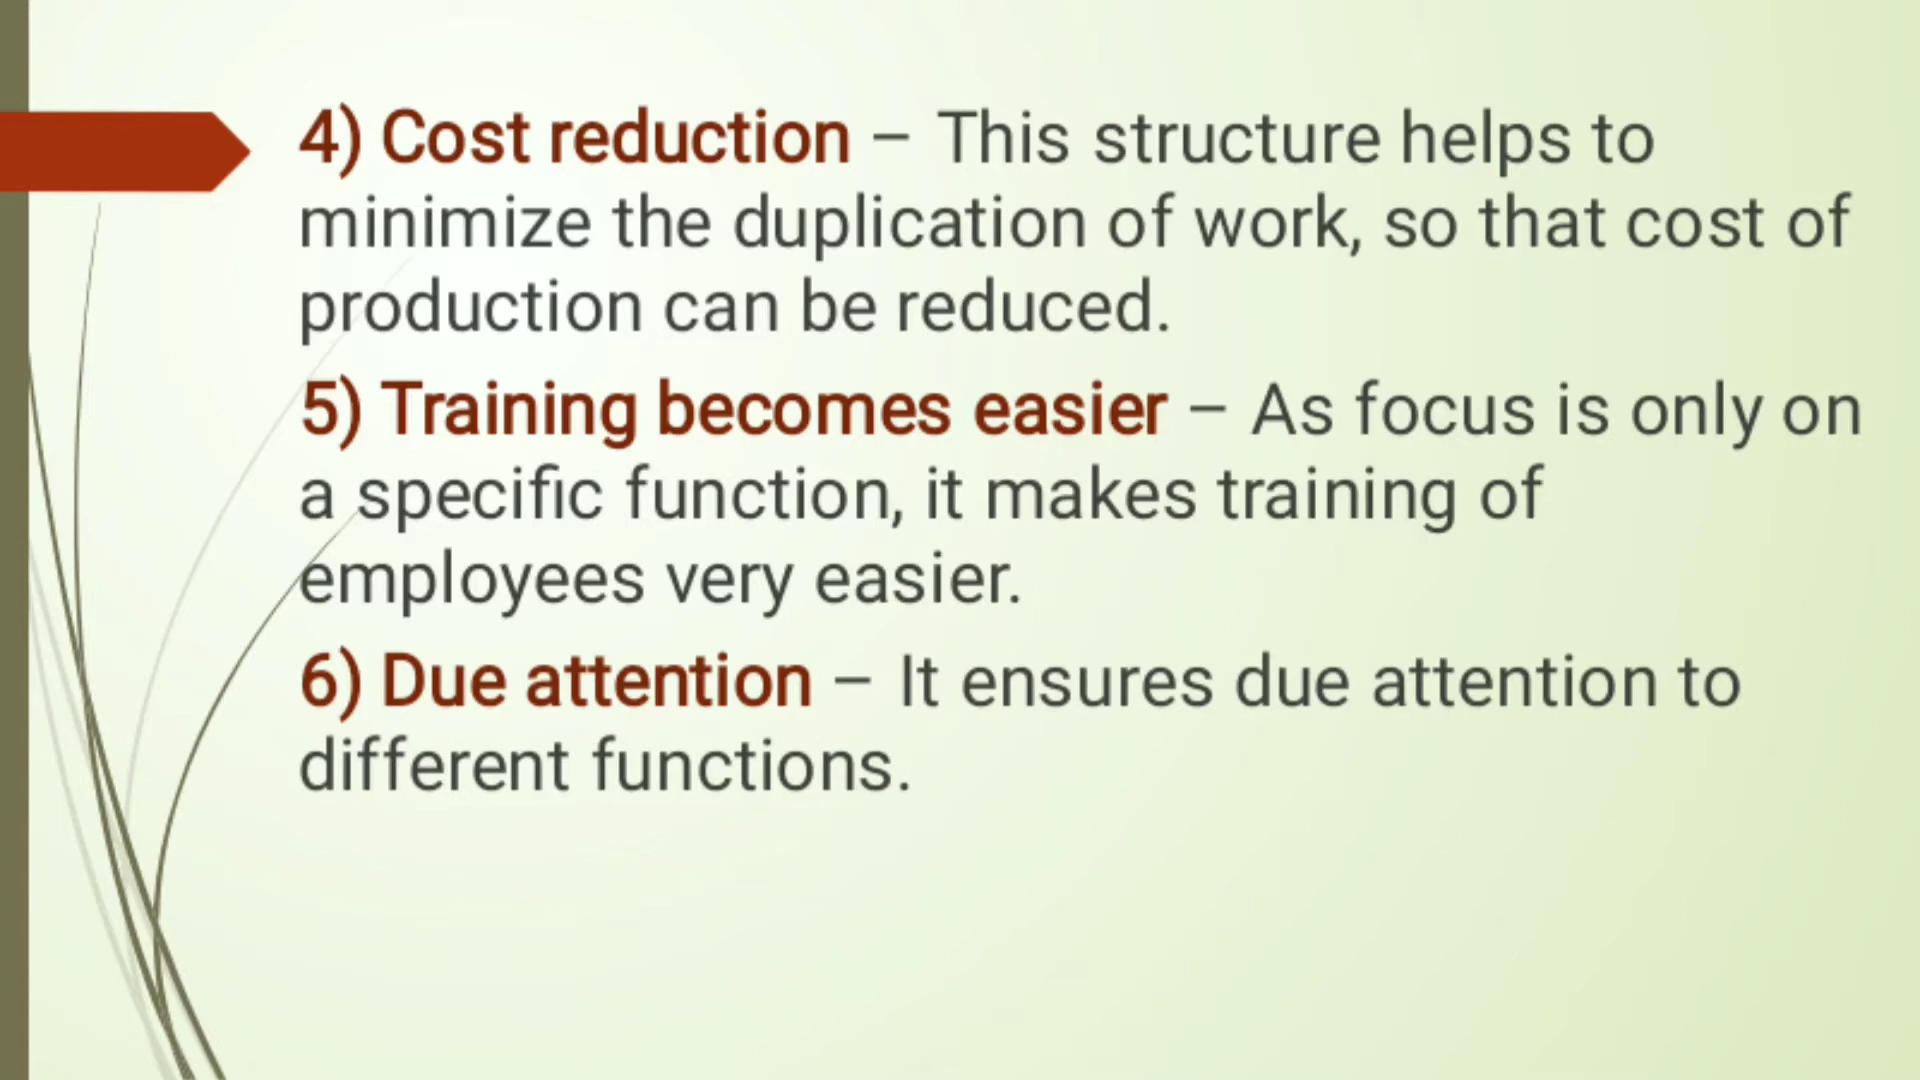 4) Cost reduction – This structure helps to
minimize the duplication of work, so that cost of
production can be reduced.
5) Training becomes easier – As focus is only on
a specific function, it makes training of
employees very easier.
6) Due attention – It ensures due attention to
different functions.